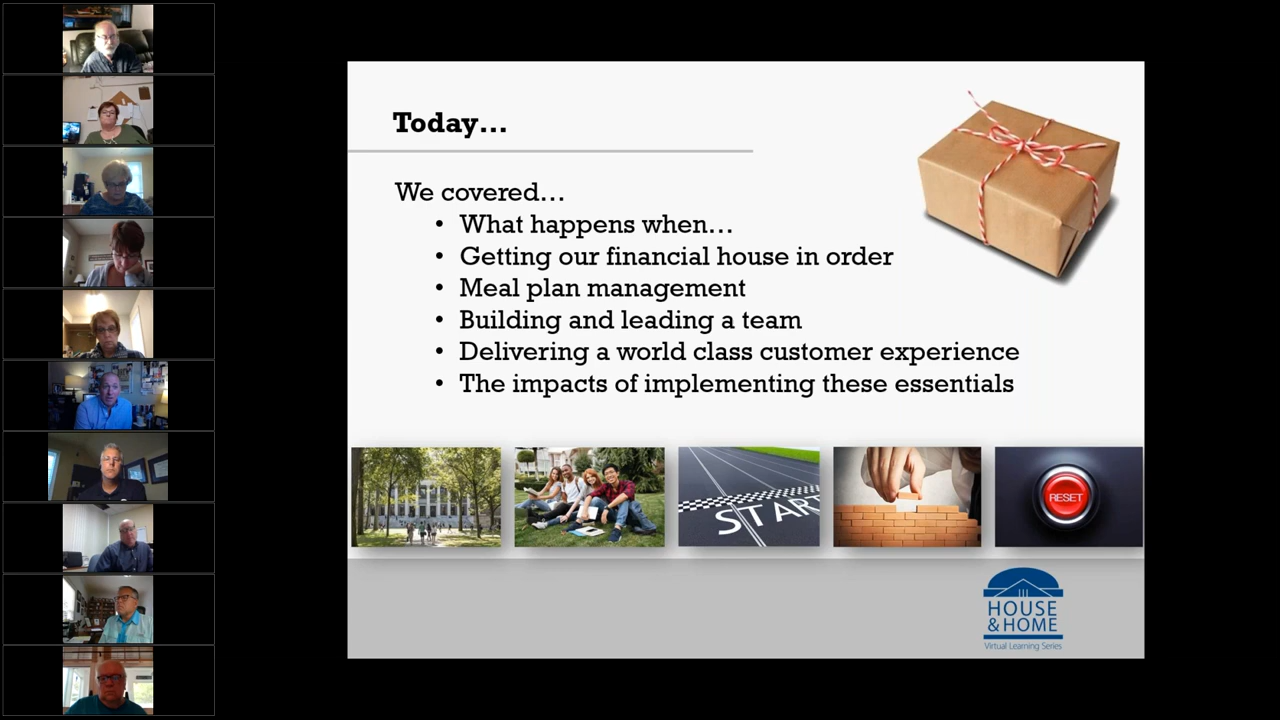 Today...
We covered...
• What happens when...
• Getting our financial house in order
• Meal plan management
• Building and leading a team
• Delivering a world class customer experience
• The impacts of implementing these essentials
START
RESET
HOUSE
& HOME
Virtual Learning Series